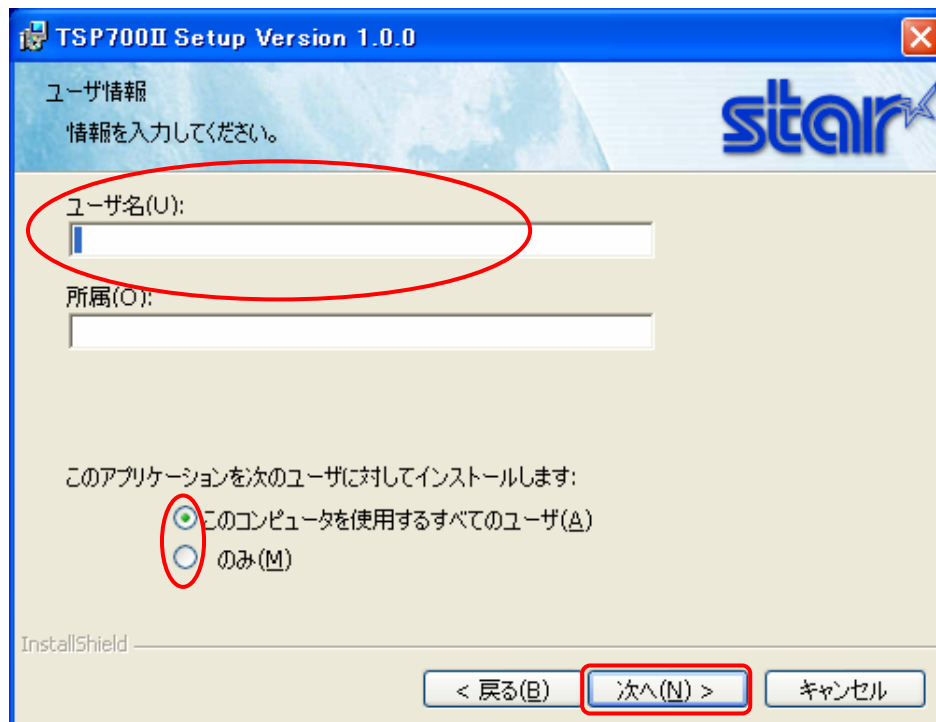 TSP700Ⅱ Setup Version 1.0.0
ユーザ情報
情報を入力してください。
star
ユーザ名(U):
所属(O):
このアプリケーションを次のユーザに対してインストールします:
このコンピュータを使用するすべてのユーザ(A)
のみ(M)
InstallShield
< 戻る(B)
次へ(N) >
キャンセル